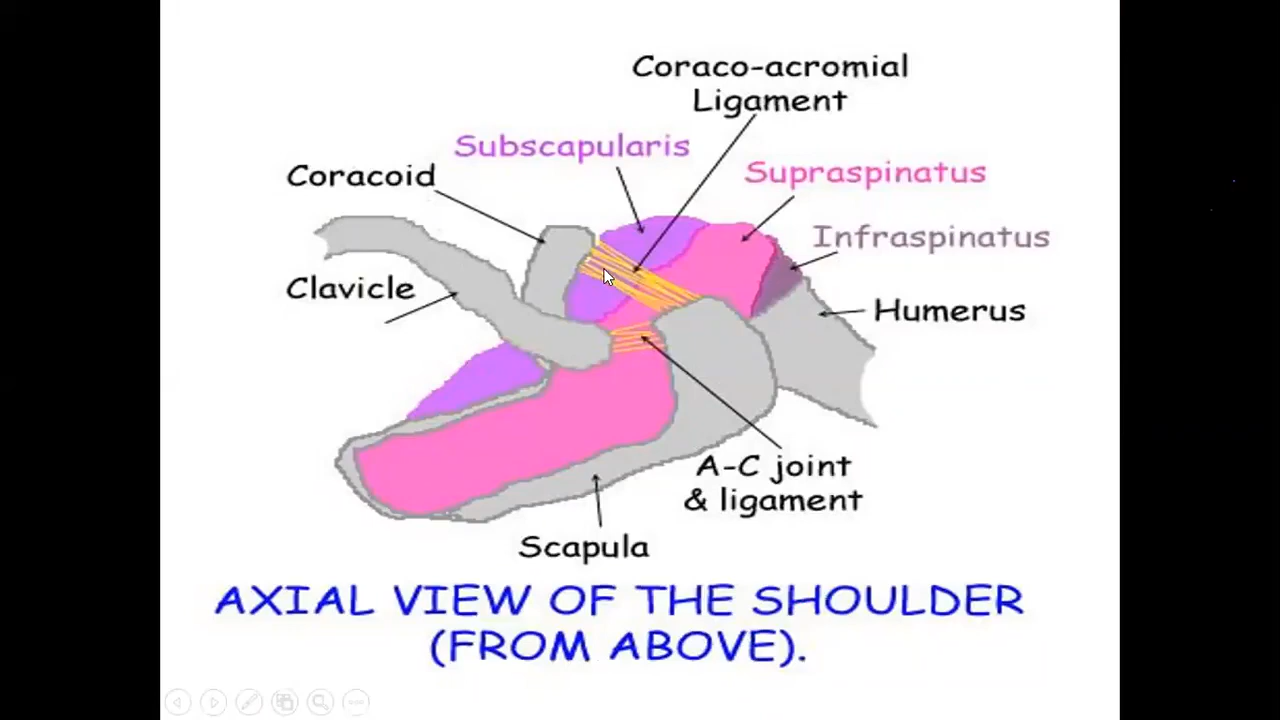 Coraco-acromial
Ligament
Subscapularis
Coracoid
Supraspinatus
Infraspinatus
Clavicle
Humerus
A-C joint
& ligament
Scapula
AXIAL VIEW OF THE SHOULDER
(FROM ABOVE).